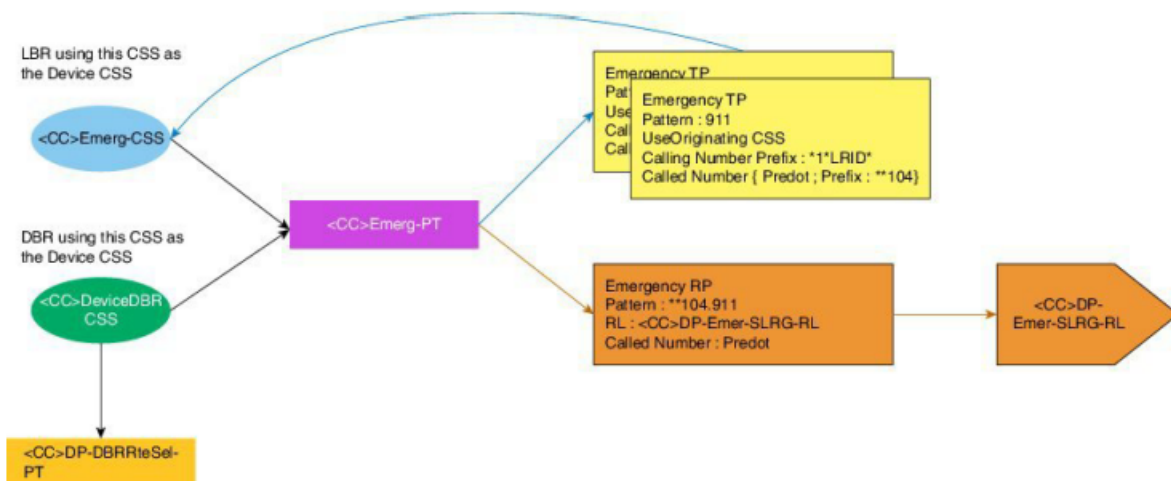 LBR using this CSS as
the Device CSS
<CC>Emerg-CSS
DBR using this CSS as
the Device CSS
<CC>DeviceDBR
CSS
<CC>DP-DBRRteSel-
PT
<CC>Emerg-PT
Emergency TP
Pat
Use
Call
Call
Emergency TP
Pattern : 911
UseOriginating CSS
Calling Number Prefix : *1*LRID*
Called Number { Predot ; Prefix : **104}
Emergency RP
Pattern : **104.911
RL : <CC>DP-Emer-SLRG-RL
Called Number : Predot
<CC>DP-
Emer-SLRG-RL